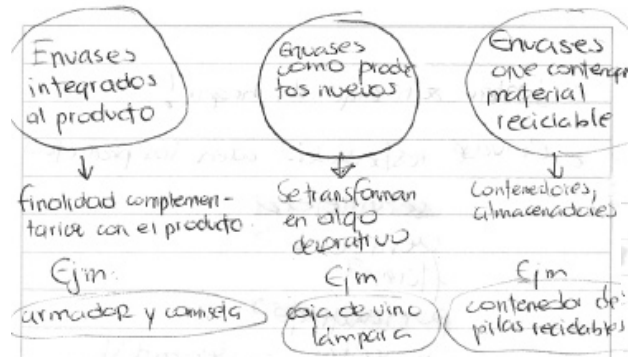 Envases
integrados
al producto
↓
finalidad complemen-
taria con el producto
Ejm:
armador y camiseta
Envases
como produc
tos nuevos
↓
Se transforman
en algo
decorativo
Ejm
caja de vino
lámpara
Envases
que contengan
material
reciclable
↓
Contenedores,
almacenadores
Ejm
contenedor de
pilas reciclables